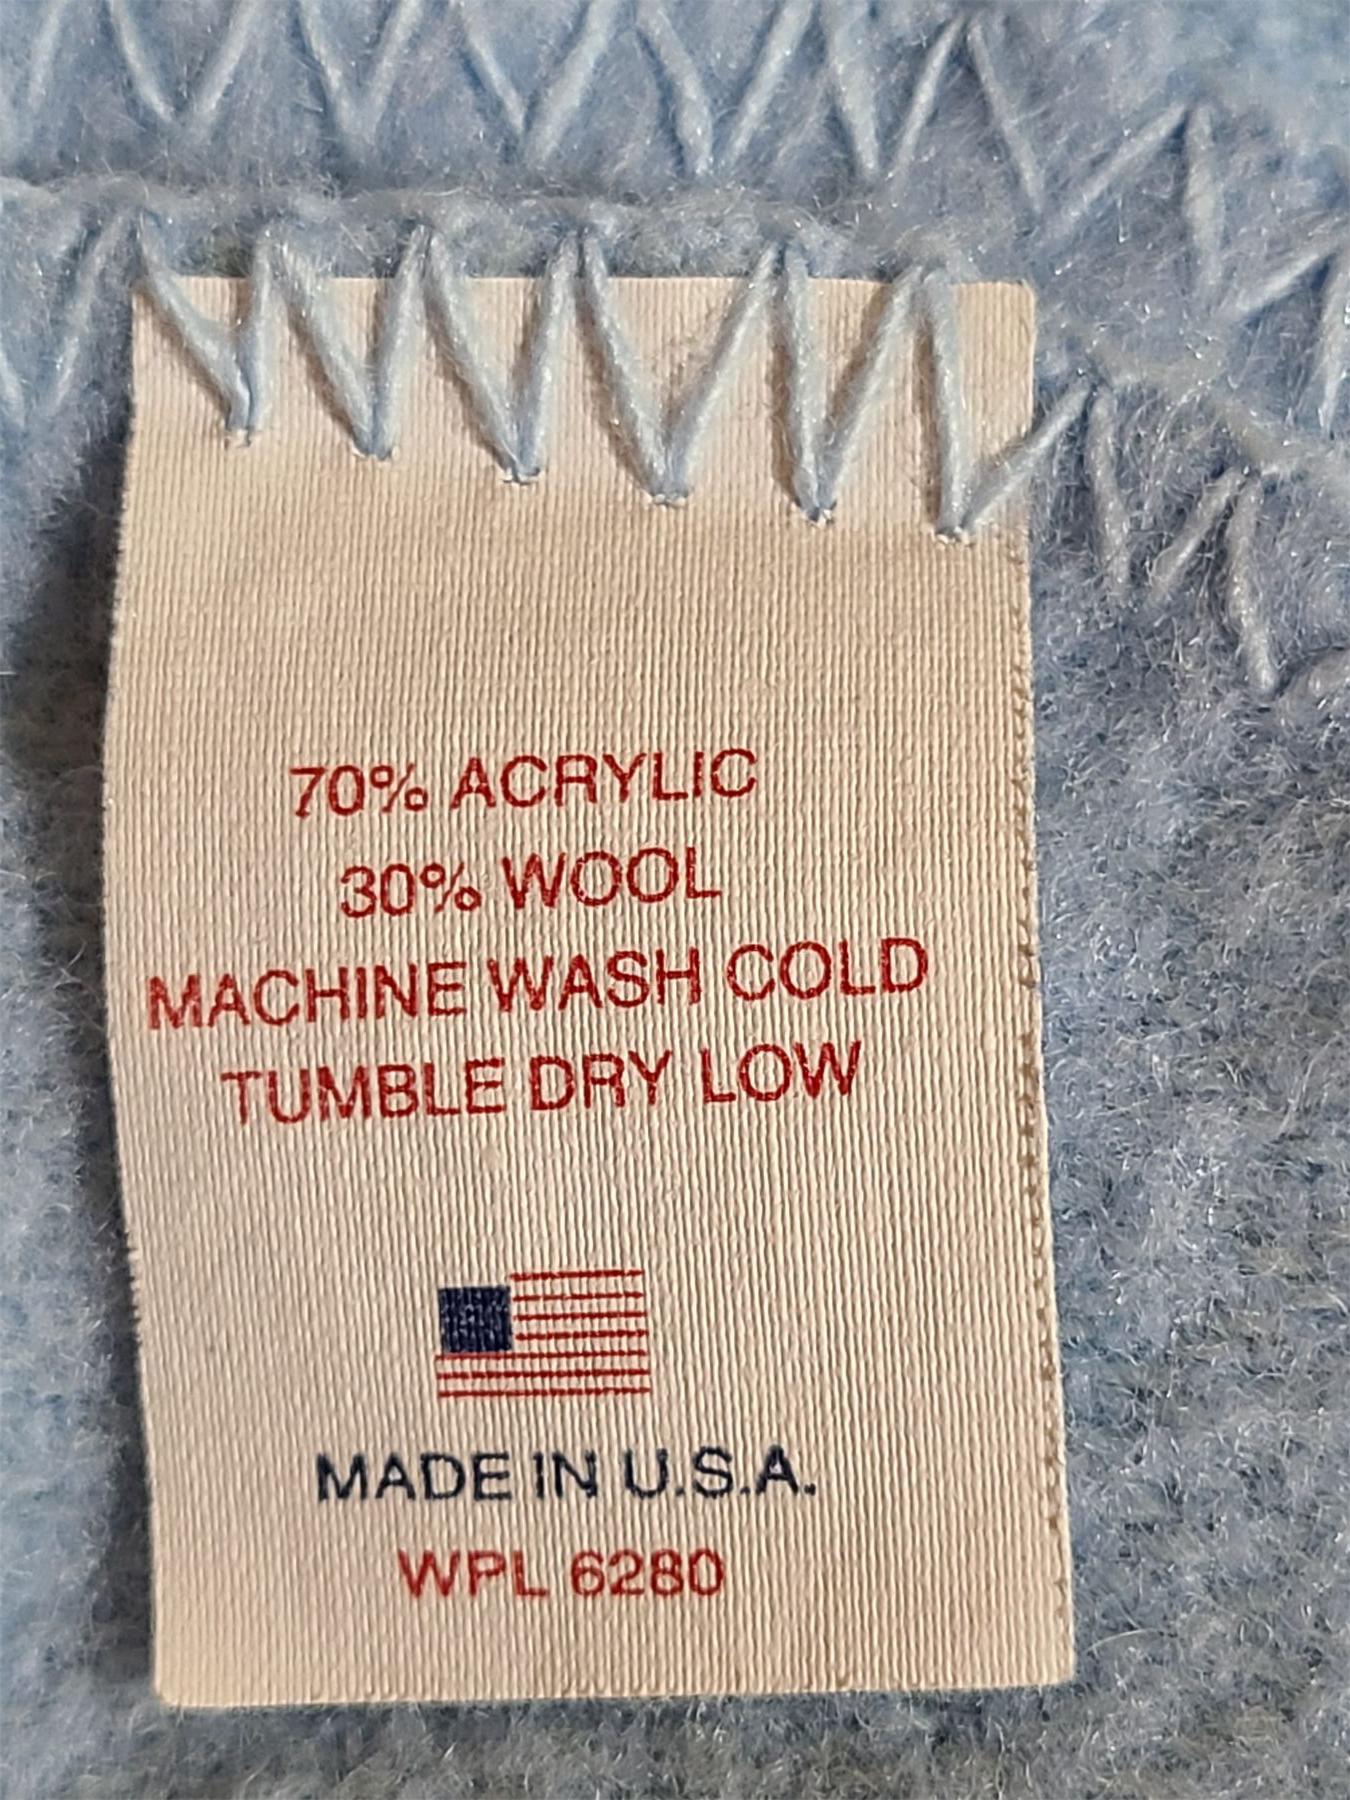 70% ACRYLIC
30% WOOL
MACHINE WASH COLD
TUMBLE DRY LOW
MADE IN U.S.A.
WPL 6280